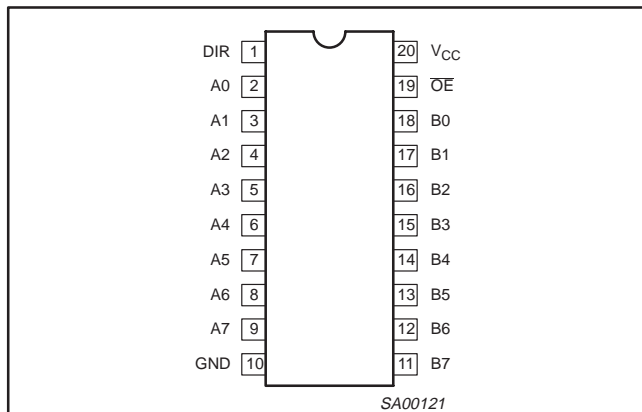 DIR 1 20 VCC
A0 2 19 O̅E̅
A1 3 18 B0
A2 4 17 B1
A3 5 16 B2
A4 6 15 B3
A5 7 14 B4
A6 8 13 B5
A7 9 12 B6
GND 10 11 B7
SA00121